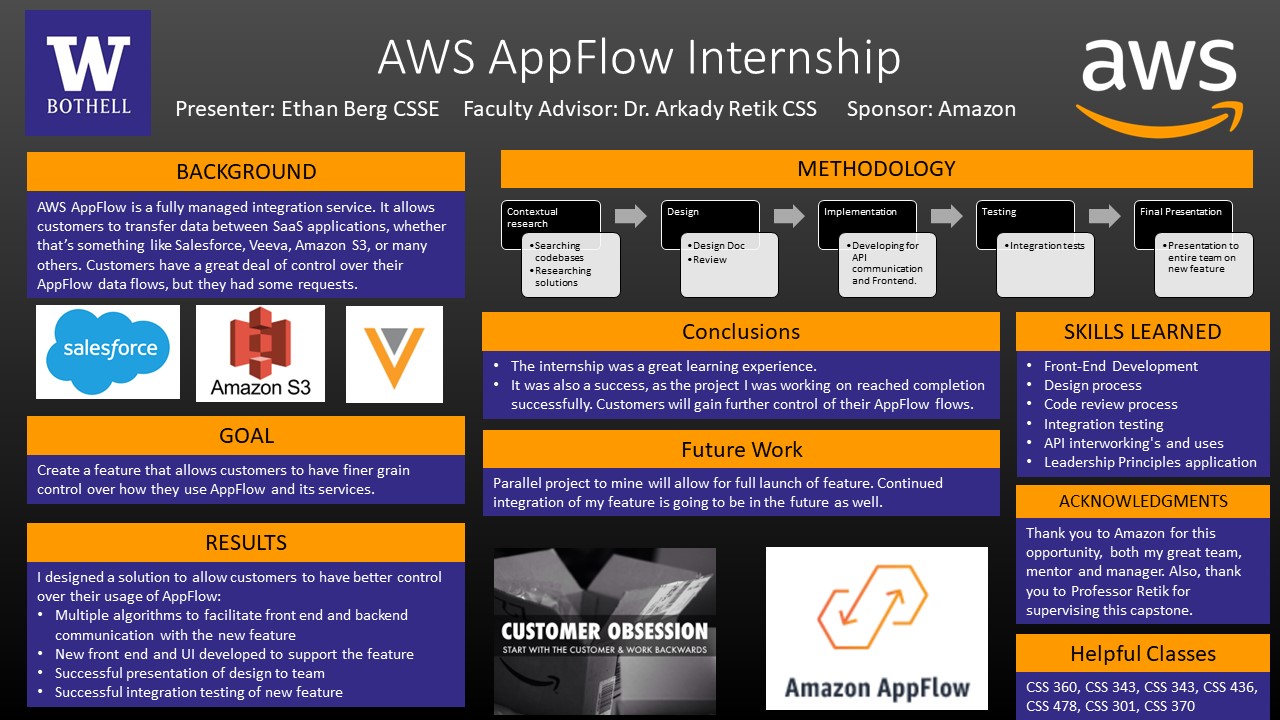 W
BOTHELL
AWS AppFlow Internship
aws
Presenter: Ethan Berg CSSE Faculty Advisor: Dr. Arkady Retik CSS Sponsor: Amazon
BACKGROUND
AWS AppFlow is a fully managed integration service. It allows
customers to transfer data between SaaS applications, whether
that's something like Salesforce, Veeva, Amazon S3, or many
others. Customers have a great deal of control over their
AppFlow data flows, but they had some requests.
salesforce
Amazon S3
GOAL
Create a feature that allows customers to have finer grain
control over how they use AppFlow and its services.
RESULTS
I designed a solution to allow customers to have better control
over their usage of AppFlow:
• Multiple algorithms to facilitate front end and backend
communication with the new feature
• New front end and UI developed to support the feature
• Successful presentation of design to team
• Successful integration testing of new feature
METHODOLOGY
Contextual
research
•Searching
codebases
•Researching
solutions
Design
•Design Doc
•Review
Implementation
•Developing for
API
communication
and Frontend.
Testing
•Integration tests
Final Presentation
•Presentation to
entire team on
new feature
Conclusions
• The internship was a great learning experience.
• It was also a success, as the project I was working on reached completion
successfully. Customers will gain further control of their AppFlow flows.
Future Work
Parallel project to mine will allow for full launch of feature. Continued
integration of my feature is going to be in the future as well.
CUSTOMER OBSESSION
START WITH THE CUSTOMER & WORK BACKWARDS
Amazon AppFlow
SKILLS LEARNED
• Front-End Development
• Design process
• Code review process
• Integration testing
• API interworking's and uses
• Leadership Principles application
ACKNOWLEDGMENTS
Thank you to Amazon for this
opportunity, both my great team,
mentor and manager. Also, thank
you to Professor Retik for
supervising this capstone.
Helpful Classes
CSS 360, CSS 343, CSS 343, CSS 436,
CSS 478, CSS 301, CSS 370